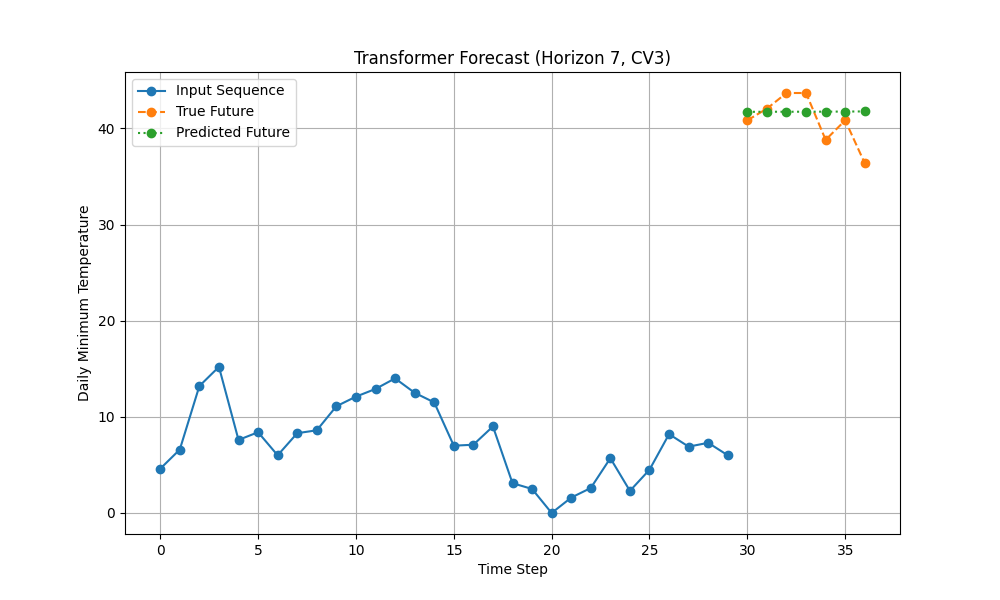 Transformer Forecast (Horizon 7, CV3)
Input Sequence
True Future
Predicted Future
Daily Minimum Temperature
40
30
20
10
0
0 5 10 15 20 25 30 35
Time Step